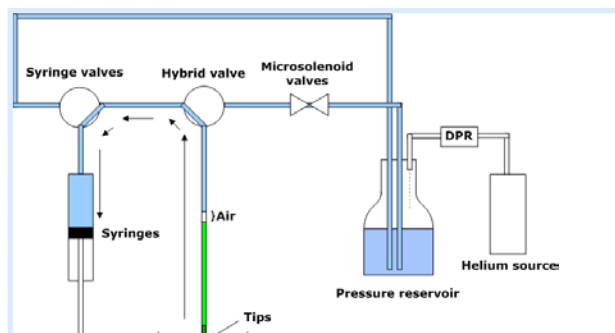 Syringe valves
Hybrid valve
Microsolenoid
valves
DPR
}Air
Syringes
Helium source
Pressure reservoir
Tips